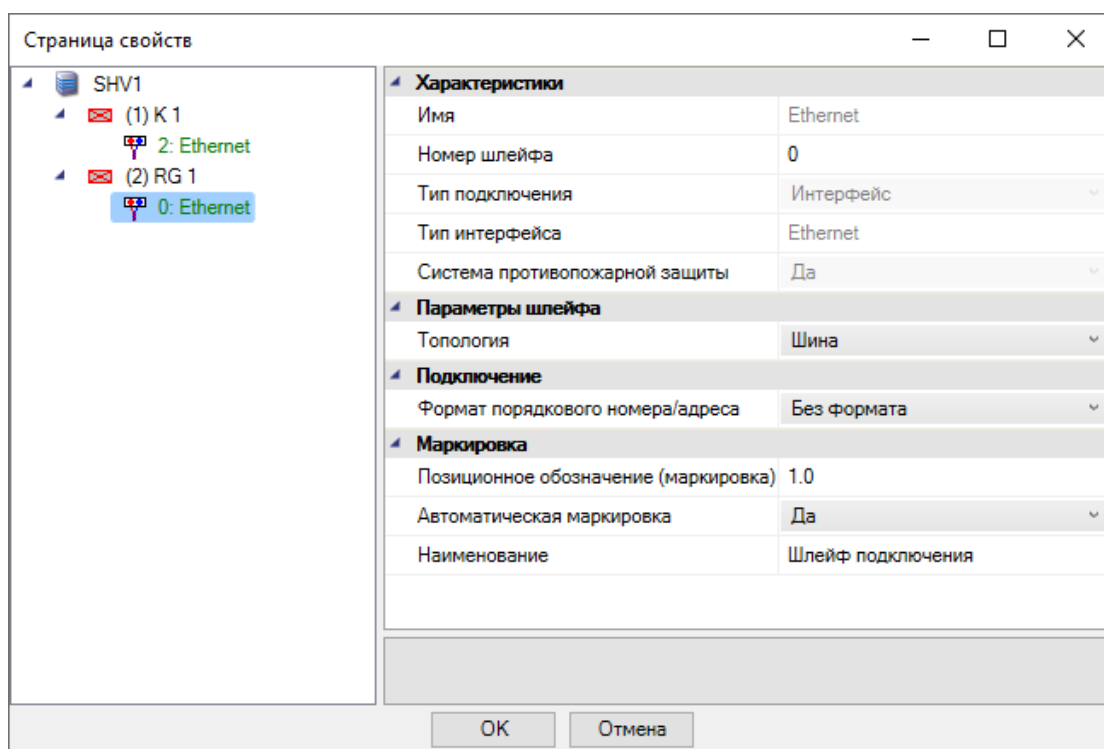 Страница свойств
SHV1
(1) K 1
2: Ethernet
(2) RG 1
0: Ethernet
Характеристики
Имя Ethernet
Номер шлейфа 0
Тип подключения Интерфейс
Тип интерфейса Ethernet
Система противопожарной защиты Да
Параметры шлейфа
Топология Шина
Подключение
Формат порядкового номера/адреса Без формата
Маркировка
Позиционное обозначение (маркировка) 1.0
Автоматическая маркировка Да
Наименование Шлейф подключения
OK Отмена